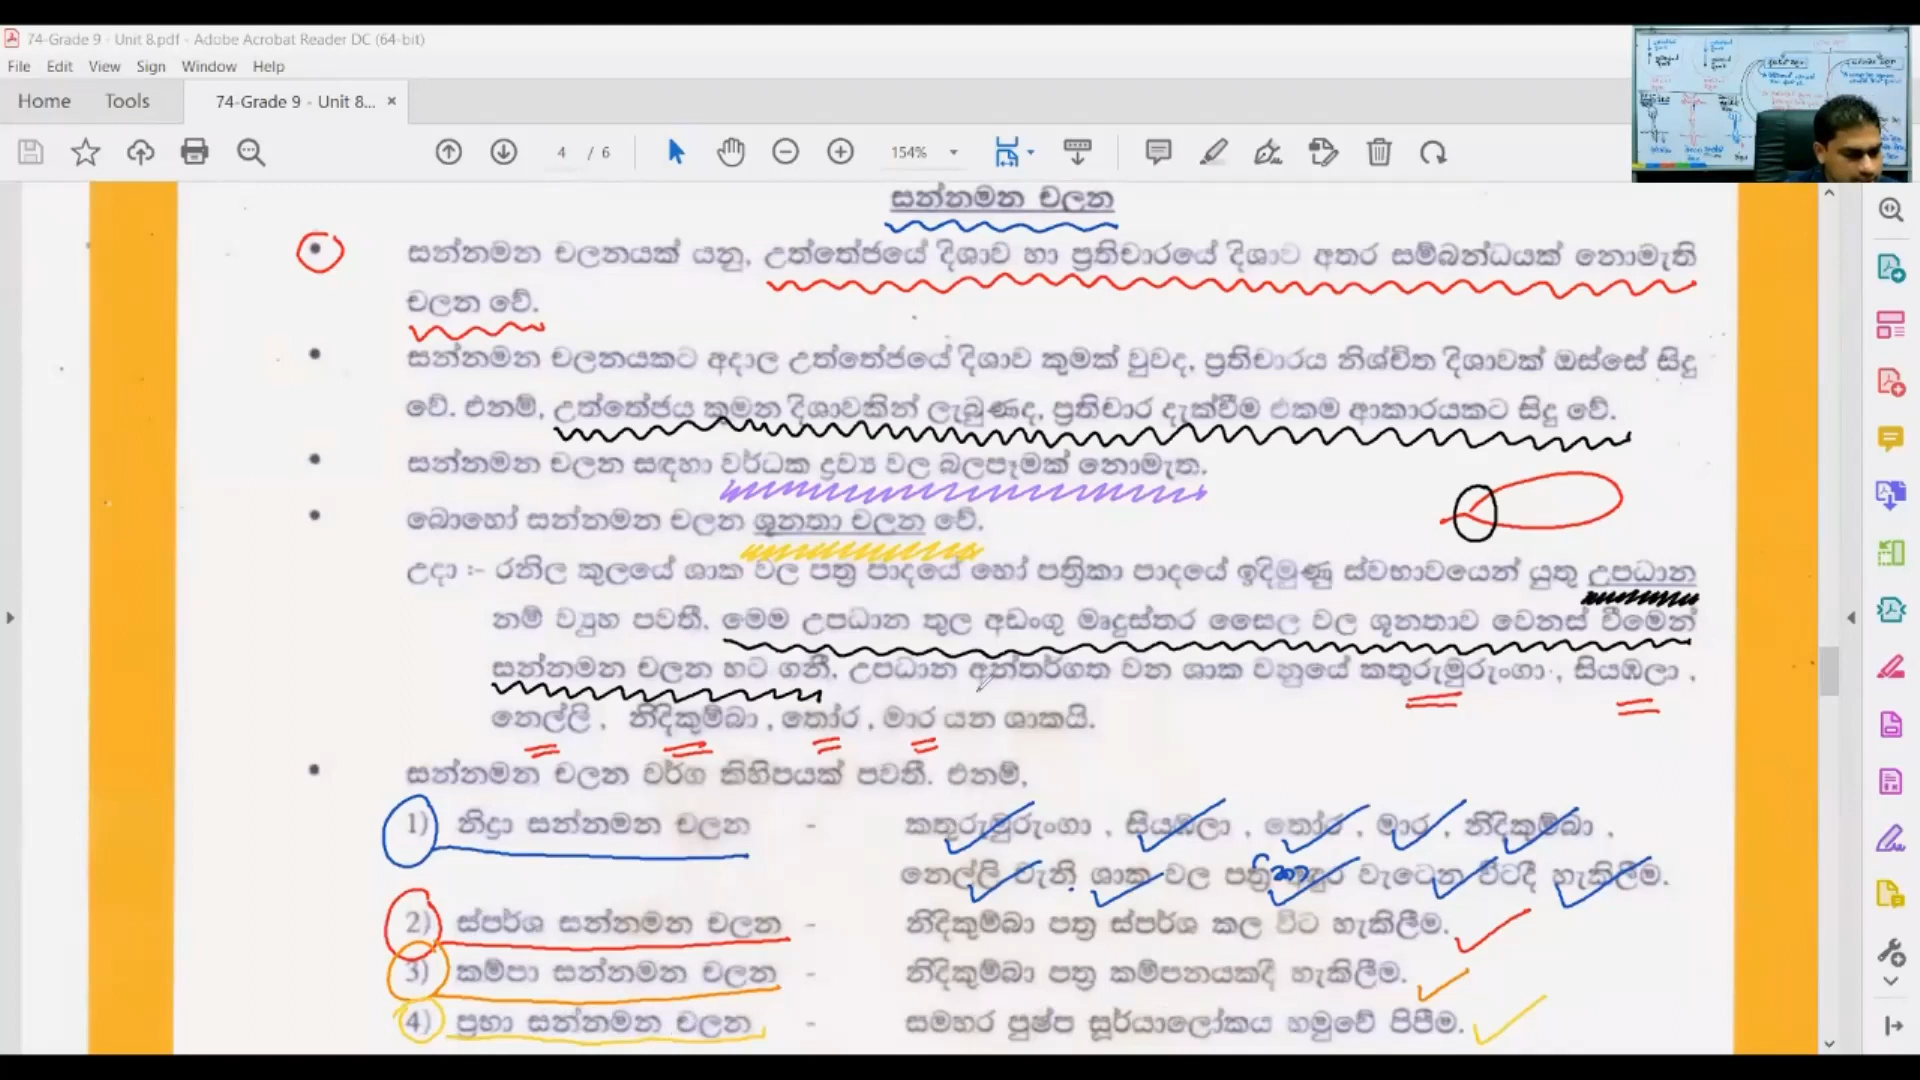 74-Grade 9 - Unit 8.pdf - Adobe Acrobat Reader DC (64-bit)
File Edit View Sign Window Help
Home Tools 74-Grade 9 - Unit 8... ×
4 / 6 154%
සන්නමන චලන
• සන්නමන චලනයක් යනු, උත්තේජයේ දිශාව හා ප්‍රතිචාරයේ දිශාව අතර සම්බන්ධයක් නොමැති
චලන වේ.
• සන්නමන චලනයකට අදාල උත්තේජයේ දිශාව කුමක් වුවද, ප්‍රතිචාරය නිශ්චිත දිශාවක් ඔස්සේ සිදු
වේ. එනම්, උත්තේජය කුමන දිශාවකින් ලැබුණද, ප්‍රතිචාර දැක්වීම එකම ආකාරයකට සිදු වේ.
• සන්නමන චලන සඳහා වර්ධක ද්‍රව්‍ය වල බලපෑමක් නොමැත.
• බොහෝ සන්නමන චලන ශූනතා චලන වේ.
උදා :- රනිල කුලයේ ශාක වල පත්‍ර පාදයේ හෝ පත්‍රිකා පාදයේ ඉදිමුණු ස්වභාවයෙන් යුතු උපධාන
නම් ව්‍යුහ පවතී. මෙම උපධාන තුල අඩංගු මෘදුස්තර සෛල වල ශූනතාව වෙනස් වීමෙන්
සන්නමන චලන හට ගනී. උපධාන අන්තර්ගත වන ශාක වනුයේ කතුරුමුරුංගා , සියඹලා ,
නෙල්ලි , නිදිකුම්බා , තෝර , මාර යන ශාකයි.
• සන්නමන චලන වර්ග කිහිපයක් පවතී. එනම්,
1) නිද්‍රා සන්නමන චලන - කතුරුමුරුංගා , සියඹලා , තෝර , මාර , නිදිකුම්බා ,
නෙල්ලි වැනි ශාක වල වැටෙන විටදී හැකිලීම.
2) ස්පර්ශ සන්නමන චලන - නිදිකුම්බා පත්‍ර ස්පර්ශ කල විට හැකිලීම.
3) කම්පා සන්නමන චලන - නිදිකුම්බා පත්‍ර කම්පනයකදී හැකිලීම.
4) ප්‍රභා සන්නමන චලන - සමහර පුෂ්ප සූර්යාලෝකය හමුවේ පිපීම.